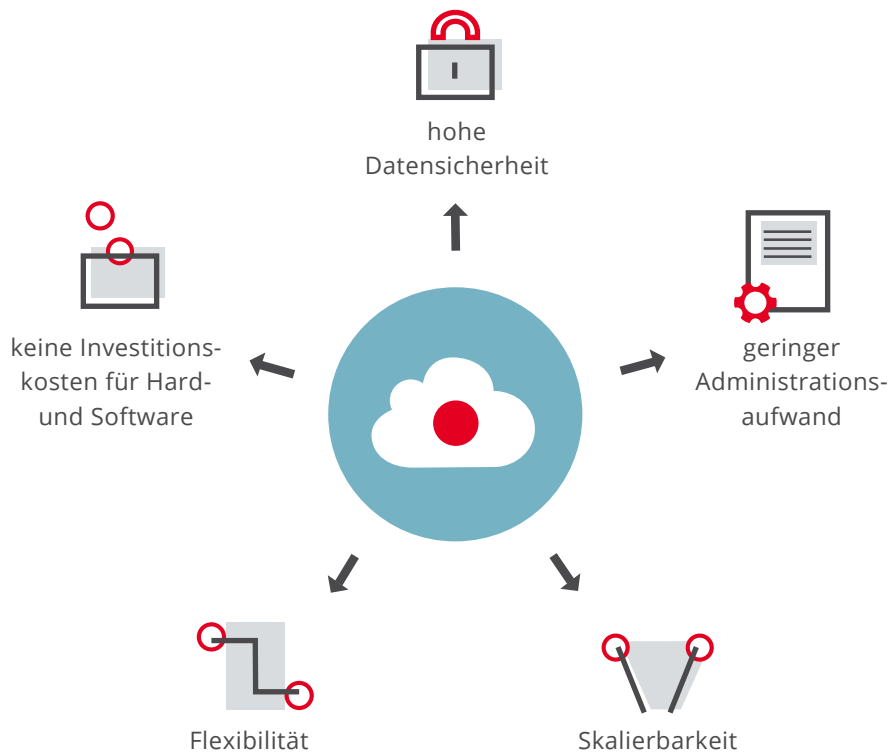 hohe
Datensicherheit
keine Investitions-
kosten für Hard-
und Software
geringer
Administrations-
aufwand
Flexibilität
Skalierbarkeit